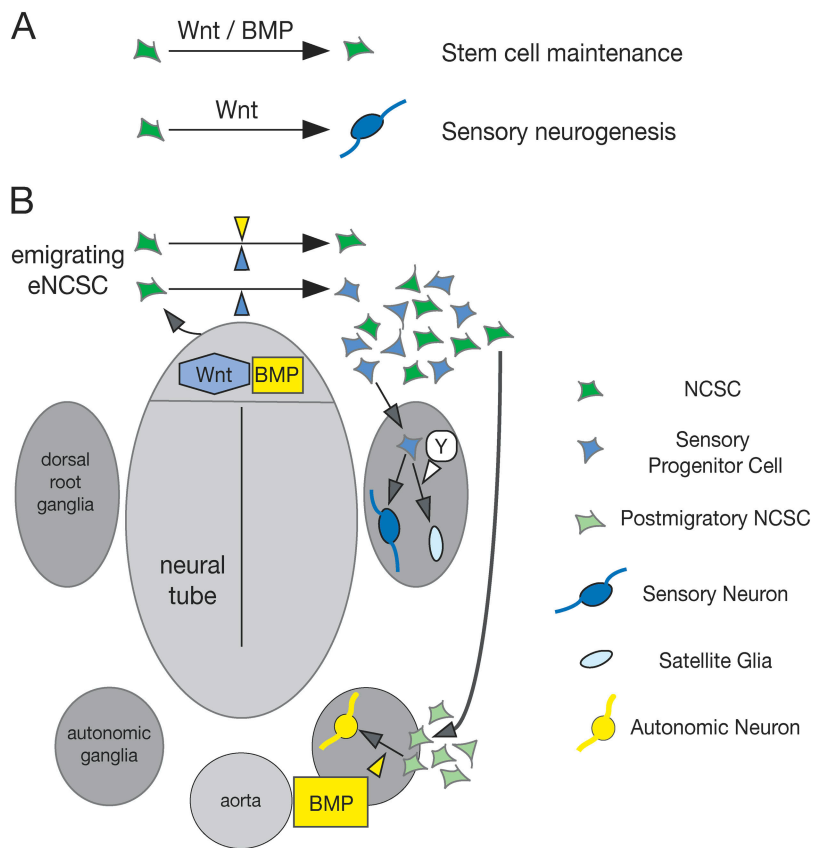 A
Wnt / BMP
Stem cell maintenance
Wnt
Sensory neurogenesis
B
emigrating
eNCSC
Wnt
BMP
NCSC
dorsal
root
ganglia
Y
Sensory
Progenitor Cell
Postmigratory NCSC
neural
tube
Sensory Neuron
Satellite Glia
autonomic
ganglia
Autonomic Neuron
aorta
BMP